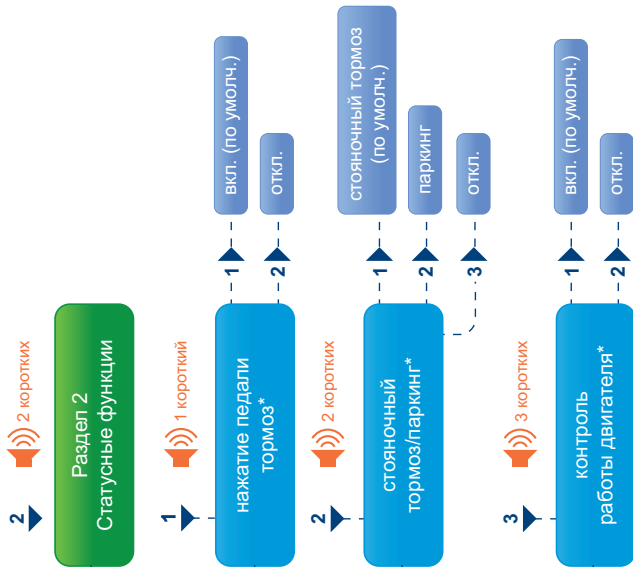 2
2 коротких
Раздел 2
Статусные функции
1
1 короткий
нажатие педали
тормоз*
1
вкл. (по умолч.)
2
откл.
2
2 коротких
стояночный
тормоз/паркинг*
1
стояночный тормоз
(по умолч.)
2
паркинг
3
откл.
3
3 коротких
контроль
работы двигателя*
1
вкл. (по умолч.)
2
откл.